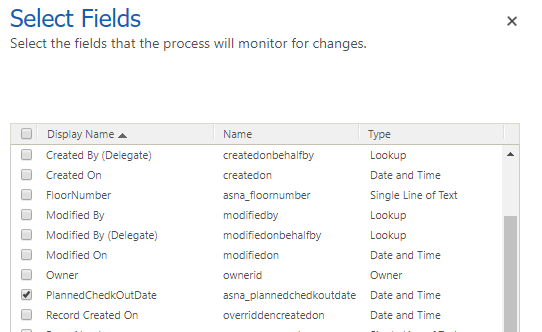 Select Fields
Select the fields that the process will monitor for changes.
Display Name Name Type
Created By (Delegate) createdonbehalfby Lookup
Created On createdon Date and Time
FloorNumber asna_floornumber Single Line of Text
Modified By modifiedby Lookup
Modified By (Delegate) modifiedonbehalfby Lookup
Modified On modifiedon Date and Time
Owner ownerid Owner
PlannedChedkOutDate asna_plannedchedkoutdate Date and Time
Record Created On overriddencreatedon Date and Time